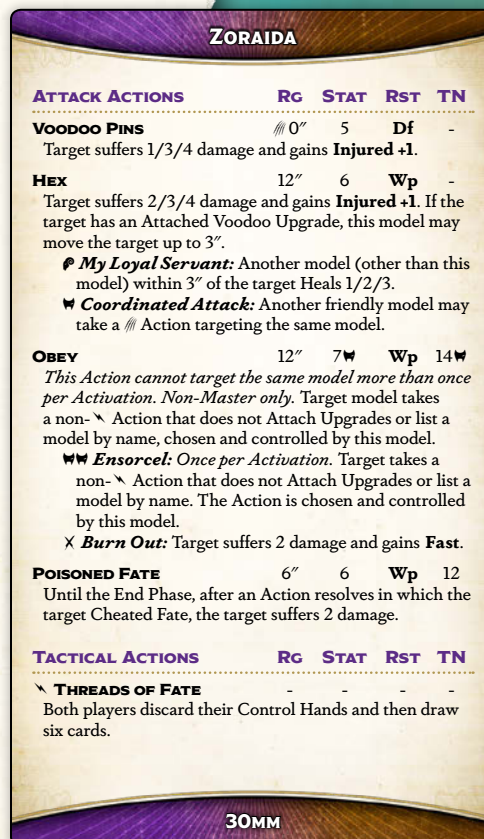 ZORAIDA
ATTACK ACTIONS RG STAT RST TN
VOODOO PINS 0″ 5 Df -
Target suffers 1/3/4 damage and gains Injured +1.
HEX 12″ 6 Wp -
Target suffers 2/3/4 damage and gains Injured +1. If the
target has an Attached Voodoo Upgrade, this model may
move the target up to 3″.
My Loyal Servant: Another model (other than this
model) within 3″ of the target Heals 1/2/3.
Coordinated Attack: Another friendly model may
take a Action targeting the same model.
OBEY 12″ 7 Wp 14
This Action cannot target the same model more than once
per Activation. Non-Master only. Target model takes
a non- Action that does not Attach Upgrades or list a
model by name, chosen and controlled by this model.
Ensorcel: Once per Activation. Target takes a
non- Action that does not Attach Upgrades or list a
model by name. The Action is chosen and controlled
by this model.
Burn Out: Target suffers 2 damage and gains Fast.
POISONED FATE 6″ 6 Wp 12
Until the End Phase, after an Action resolves in which the
target Cheated Fate, the target suffers 2 damage.
TACTICAL ACTIONS RG STAT RST TN
THREADS OF FATE - - - -
Both players discard their Control Hands and then draw
six cards.
30MM